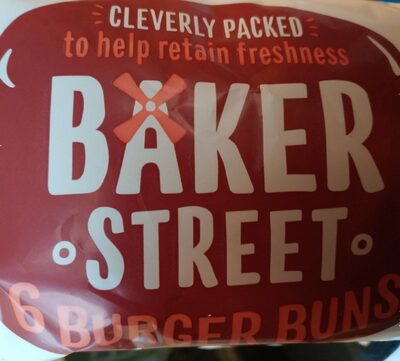 CLEVERLY PACKED
to help retain freshness
BAKER
STREET
6 BURGER BUNS